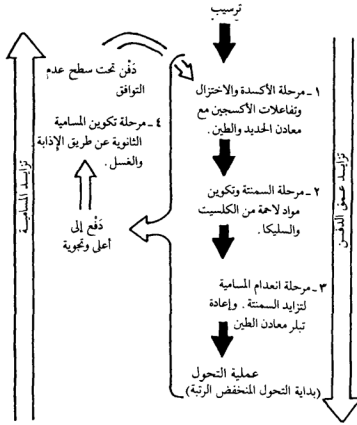 ترسيب
١ - مرحلة الأكسدة والاختزال
وتفاعلات الأكسجين مع
معادن الحديد والطين .
٢ - مرحلة السمنتة وتكوين
مواد لاحمة من الكلسيت
والسليكا .
٣ - مرحلة انعدام المسامية
لتزايد السمنتة . وإعادة
تبلر معادن الطين
عملية التحول
(بداية التحول المنخفض الرتبة)
دَفْن تحت سطح عدم
التوافق
٤ - مرحلة تكوين المسامية
الثانوية عن طريق الإذابة
والغسل .
دَفْع إلى
أعلى وتجوية
تزايد المسامية
تزايد عمق الدفن